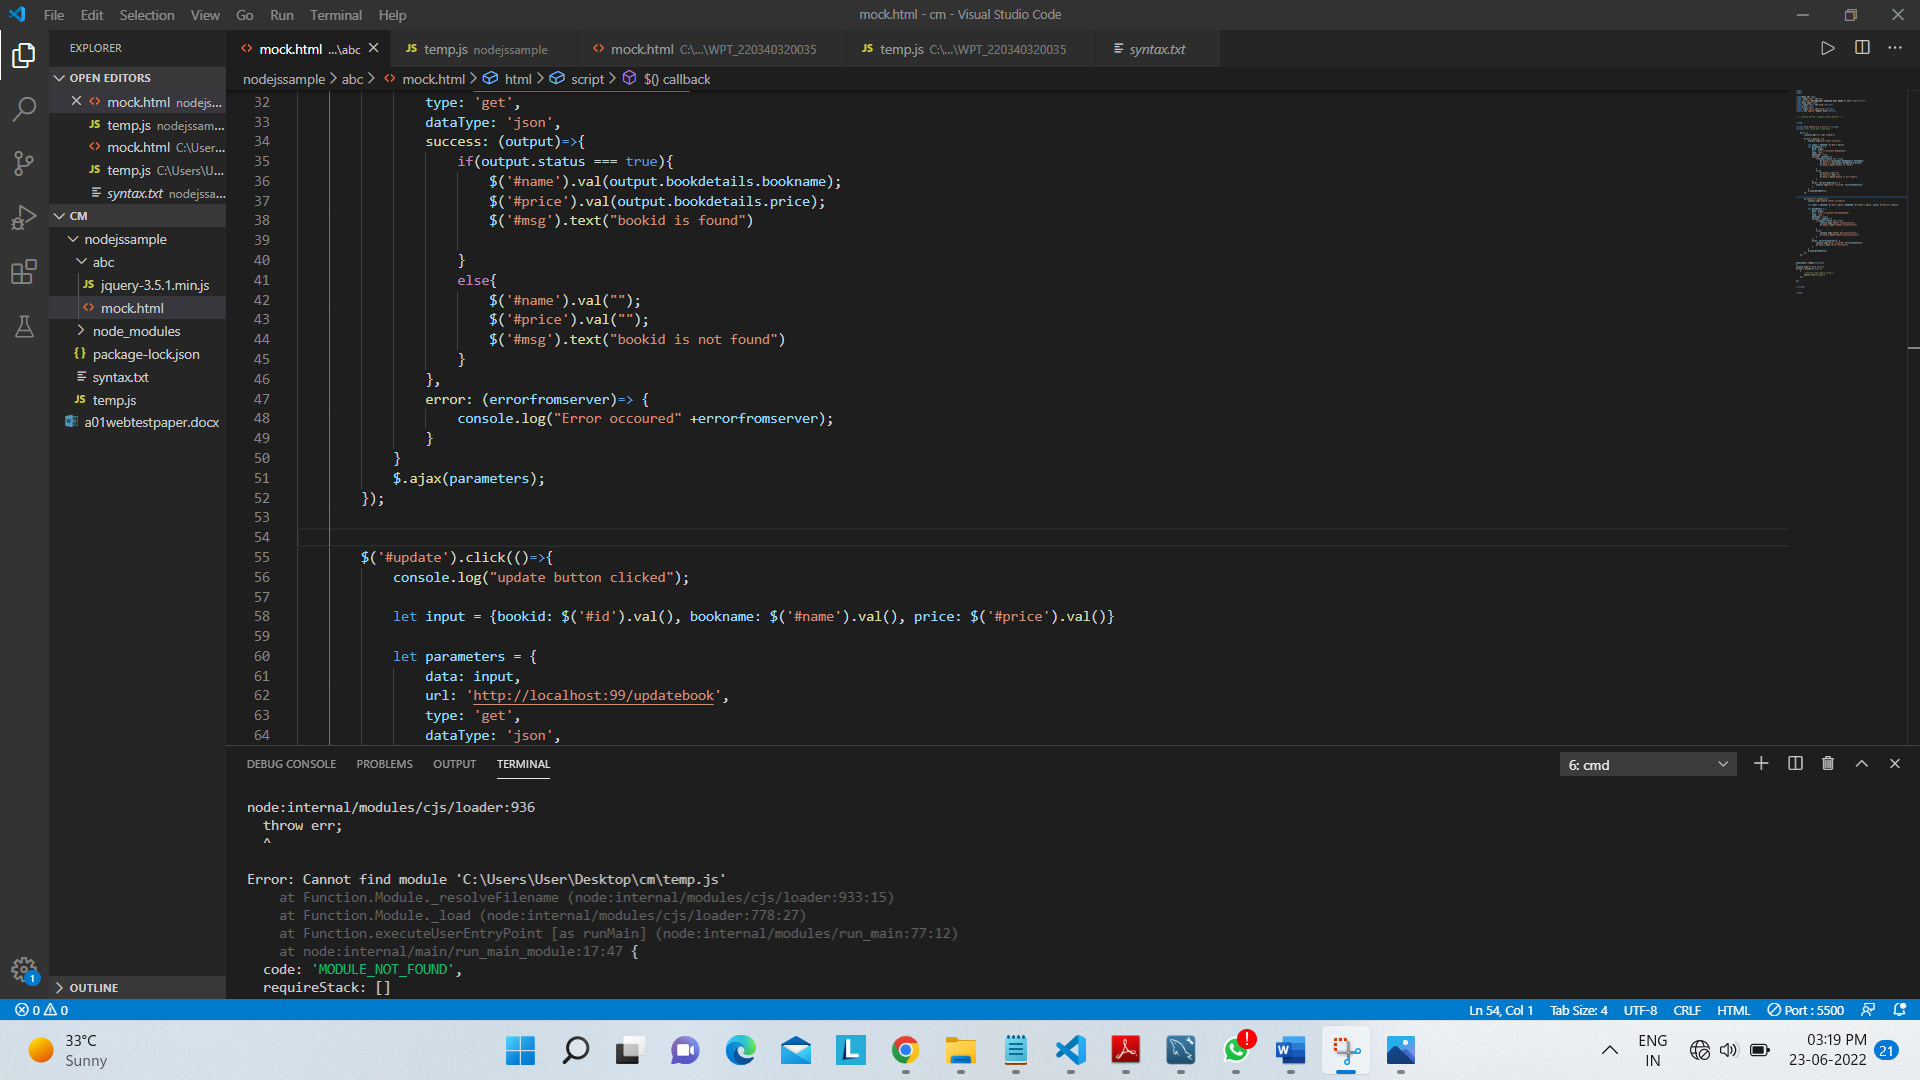 File Edit Selection View Go Run Terminal Help
mock.html - cm - Visual Studio Code
EXPLORER
OPEN EDITORS
mock.html nodejs...
JS temp.js nodejssam...
mock.html C:\User...
JS temp.js C:\Users\U...
syntax.txt nodejssa...
CM
nodejssample
abc
JS jquery-3.5.1.min.js
mock.html
node_modules
{} package-lock.json
syntax.txt
JS temp.js
a01webtestpaper.docx
OUTLINE
1
mock.html ...\abc
JS temp.js nodejssample
mock.html C:\...\WPT_220340320035
JS temp.js C:\...\WPT_220340320035
syntax.txt
nodejssample > abc > mock.html > html > script > $() callback
32 type: 'get',
33 dataType: 'json',
34 success: (output)=>{
35 if(output.status === true){
36 $('#name').val(output.bookdetails.bookname);
37 $('#price').val(output.bookdetails.price);
38 $('#msg').text("bookid is found")
39
40 }
41 else{
42 $('#name').val("");
43 $('#price').val("");
44 $('#msg').text("bookid is not found")
45 }
46 },
47 error: (errorfromserver)=> {
48 console.log("Error occoured" +errorfromserver);
49 }
50 }
51 $.ajax(parameters);
52 });
53
54
55 $('#update').click(()=>{
56 console.log("update button clicked");
57
58 let input = {bookid: $('#id').val(), bookname: $('#name').val(), price: $('#price').val()}
59
60 let parameters = {
61 data: input,
62 url: 'http://localhost:99/updatebook',
63 type: 'get',
64 dataType: 'json',
DEBUG CONSOLE PROBLEMS OUTPUT TERMINAL
6: cmd
node:internal/modules/cjs/loader:936
throw err;
^
Error: Cannot find module 'C:\Users\User\Desktop\cm\temp.js'
at Function.Module._resolveFilename (node:internal/modules/cjs/loader:933:15)
at Function.Module._load (node:internal/modules/cjs/loader:778:27)
at Function.executeUserEntryPoint [as runMain] (node:internal/modules/run_main:77:12)
at node:internal/main/run_main_module:17:47 {
code: 'MODULE_NOT_FOUND',
requireStack: []
0 0
Ln 54, Col 1 Tab Size: 4 UTF-8 CRLF HTML Port : 5500
33°C
Sunny
L
W
ENG
IN
03:19 PM
23-06-2022
21